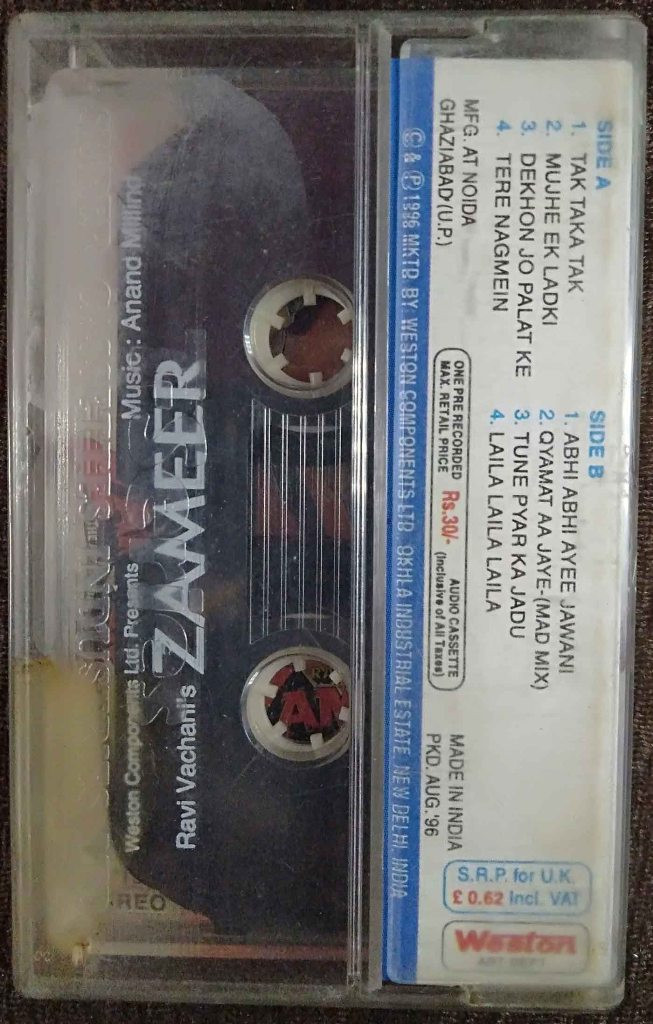 SIDE A
1. TAK TAKA TAK
2. MUJHE EK LADKI
3. DEKHON JO PALAT KE
4. TERE NAGMEIN
SIDE B
1. ABHI ABHI AYEE JAWANI
2. QYAMAT AA JAYE-(MAD MIX)
3. TUNE PYAR KA JADU
4. LAILA LAILA LAILA
MFG. AT NOIDA
GHAZIABAD (U.P.)
ONE PRE RECORDED
MAX. RETAIL PRICE
Rs.30/-
AUDIO CASSETTE
(Inclusive of All Taxes)
MADE IN INDIA
PKD. AUG.'96
S.R.P. for U.K.
£ 0.62 Incl. VAT
Weston
© & ℗ 1996 MKTD. BY: WESTON COMPONENTS LTD. OKHLA INDUSTRIAL ESTATE, NEW DELHI, INDIA
Weston Components Ltd. Presents
Ravi Vachani's
ZAMEER
Music: Anand Milind
REO